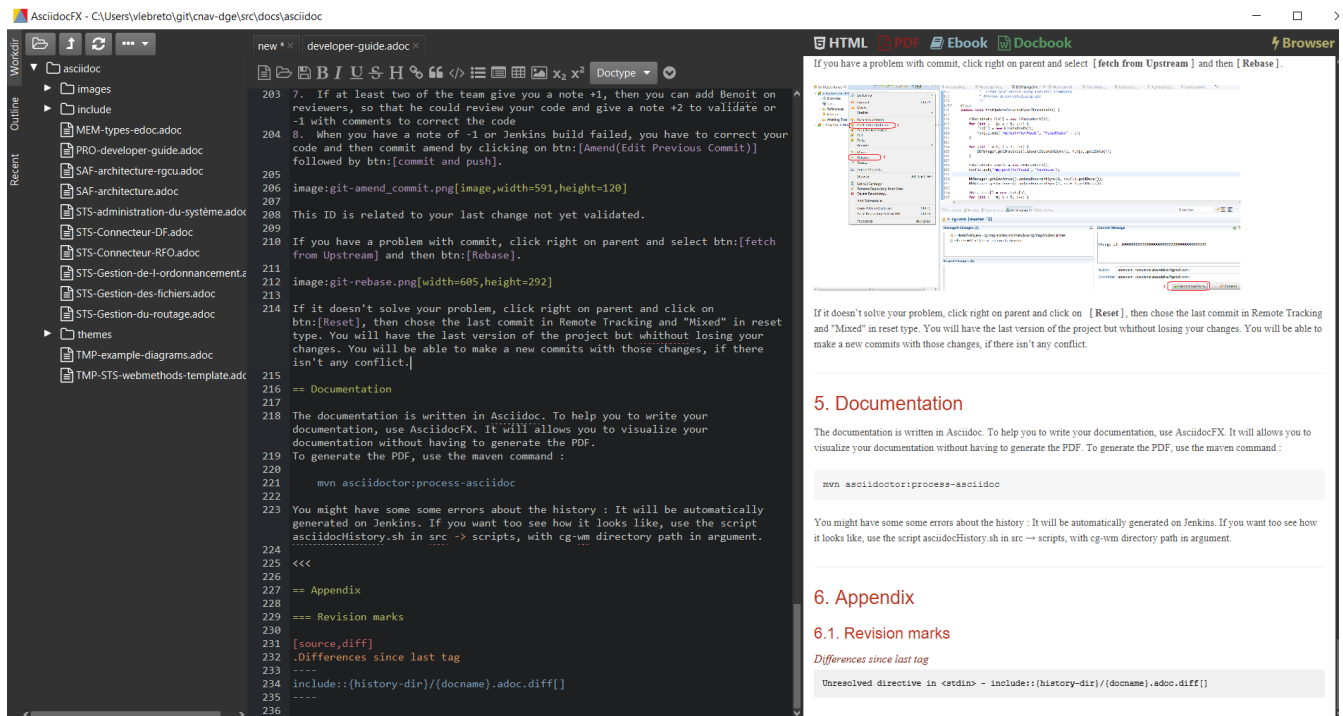 AsciidocFX - C:\Users\vlebreto\git\cnav-dge\src\docs\asciidoc
Workdir
Outline
Recent
asciidoc
images
include
MEM-types-edoc.adoc
PRO-developer-guide.adoc
SAF-architecture-rgcu.adoc
SAF-architecture.adoc
STS-administration-du-système.adoc
STS-Connecteur-DF.adoc
STS-Connecteur-RFO.adoc
STS-Gestion-de-l-ordonnancement.a
STS-Gestion-des-fichiers.adoc
STS-Gestion-du-routage.adoc
themes
TMP-example-diagrams.adoc
TMP-STS-webmethods-template.adc
new * ×
developer-guide.adoc ×
B I U S H x₂ x² Doctype
203 7. If at least two of the team give you a note +1, then you can add Benoit on
reviewers, so that he could review your code and give a note +2 to validate or
-1 with comments to correct the code
204 8. When you have a note of -1 or Jenkins build failed, you have to correct your
code and then commit amend by clicking on btn:[Amend(Edit Previous Commit)]
followed by btn:[commit and push].
205
206 image:git-amend_commit.png[image,width=591,height=120]
207
208 This ID is related to your last change not yet validated.
209
210 If you have a problem with commit, click right on parent and select btn:[fetch
from Upstream] and then btn:[Rebase].
211
212 image:git-rebase.png[width=605,height=292]
213
214 If it doesn't solve your problem, click right on parent and click on
btn:[Reset], then chose the last commit in Remote Tracking and "Mixed" in reset
type. You will have the last version of the project but whithout losing your
changes. You will be able to make a new commits with those changes, if there
isn't any conflict.
215
216 == Documentation
217
218 The documentation is written in Asciidoc. To help you to write your
documentation, use AsciidocFX. It will allows you to visualize your
documentation without having to generate the PDF.
219 To generate the PDF, use the maven command :
220
221 mvn asciidoctor:process-asciidoc
222
223 You might have some some errors about the history : It will be automatically
generated on Jenkins. If you want too see how it looks like, use the script
asciidocHistory.sh in src -> scripts, with cg-wm directory path in argument.
224
225 <<<
226
227 == Appendix
228
229 === Revision marks
230
231 [source,diff]
232 .Differences since last tag
233 ----
234 include::{history-dir}/{docname}.adoc.diff[]
235 ----
236
HTML PDF Ebook Docbook Browser
If you have a problem with commit, click right on parent and select [fetch from Upstream] and then [Rebase].
If it doesn't solve your problem, click right on parent and click on [Reset], then chose the last commit in Remote Tracking
and "Mixed" in reset type. You will have the last version of the project but whithout losing your changes. You will be able to
make a new commits with those changes, if there isn't any conflict.
5. Documentation
The documentation is written in Asciidoc. To help you to write your documentation, use AsciidocFX. It will allows you to
visualize your documentation without having to generate the PDF. To generate the PDF, use the maven command :
mvn asciidoctor:process-asciidoc
You might have some some errors about the history : It will be automatically generated on Jenkins. If you want too see how
it looks like, use the script asciidocHistory.sh in src → scripts, with cg-wm directory path in argument.
6. Appendix
6.1. Revision marks
Differences since last tag
Unresolved directive in <stdin> - include::{history-dir}/{docname}.adoc.diff[]